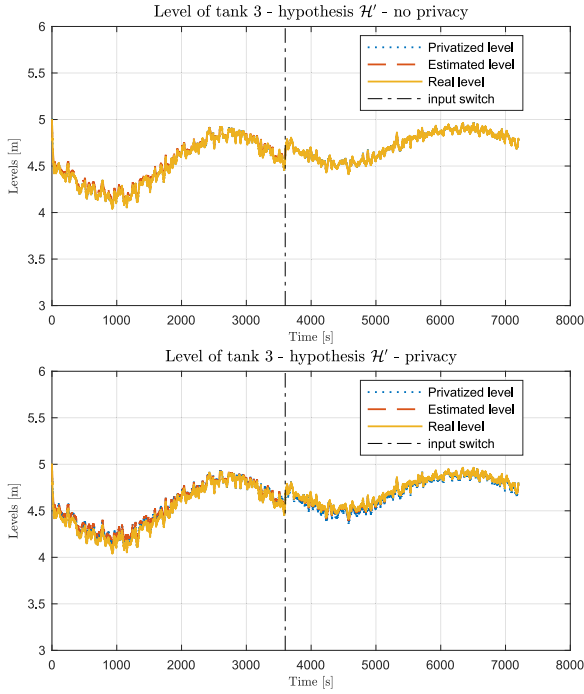 Level of tank 3 - hypothesis ℋ′ - no privacy
6
5.5
5
4.5
4
3.5
3
Levels [m]
Privatized level
Estimated level
Real level
input switch
0 1000 2000 3000 4000 5000 6000 7000 8000
Time [s]
Level of tank 3 - hypothesis ℋ′ - privacy
6
5.5
5
4.5
4
3.5
3
Levels [m]
Privatized level
Estimated level
Real level
input switch
0 1000 2000 3000 4000 5000 6000 7000 8000
Time [s]